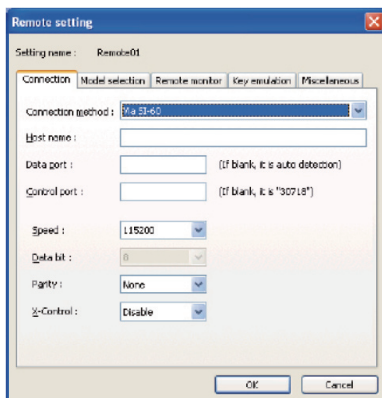 Remote setting
Setting name : Remote01
Connection Model selection Remote monitor Key emulation Miscellaneous
Connection method : Via SI-60
Host name :
Data port : (If blank, it is auto detection)
Control port : (If blank, it is "30718")
Speed : 115200
Data bit : 8
Parity : None
X-Control : Disable
OK Cancel